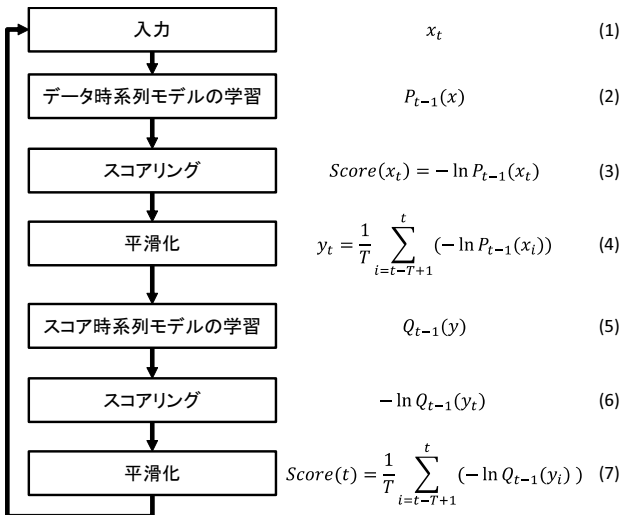 入力 x_t (1)
データ時系列モデルの学習 P_{t−1}(x) (2)
スコアリング Score(x_t) = − ln P_{t−1}(x_t) (3)
平滑化 y_t = \frac{1}{T} \sum_{i=t−T+1}^{t} (− ln P_{t−1}(x_i)) (4)
スコア時系列モデルの学習 Q_{t−1}(y) (5)
スコアリング − ln Q_{t−1}(y_t) (6)
平滑化 Score(t) = \frac{1}{T} \sum_{i=t−T+1}^{t} (− ln Q_{t−1}(y_i) ) (7)